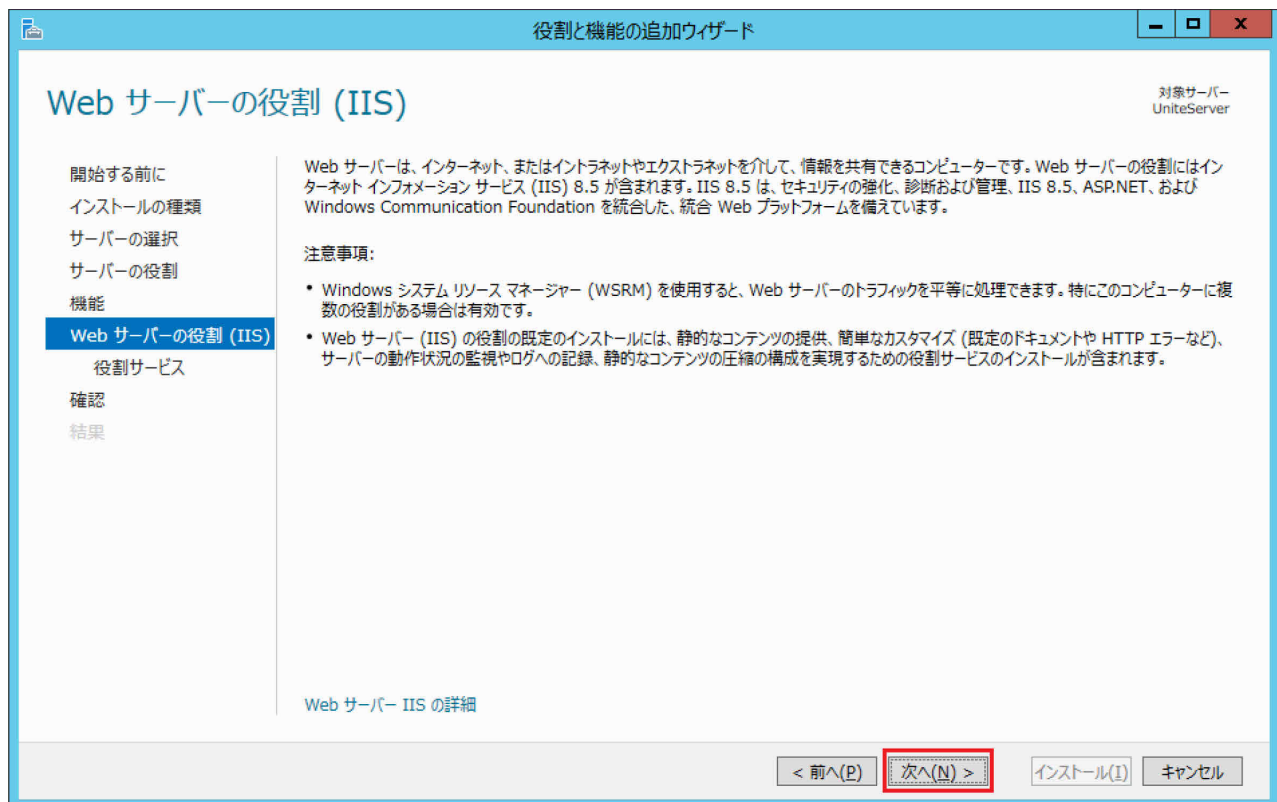 役割と機能の追加ウィザード
Web サーバーの役割 (IIS)
対象サーバー
UniteServer
開始する前に
インストールの種類
サーバーの選択
サーバーの役割
機能
Web サーバーの役割 (IIS)
役割サービス
確認
結果
Web サーバーは、インターネット、またはイントラネットやエクストラネットを介して、情報を共有できるコンピューターです。Web サーバーの役割にはイン
ターネット インフォメーション サービス (IIS) 8.5 が含まれます。IIS 8.5 は、セキュリティの強化、診断および管理、IIS 8.5、ASP.NET、および
Windows Communication Foundation を統合した、統合 Web プラットフォームを備えています。
注意事項:
• Windows システム リソース マネージャー (WSRM) を使用すると、Web サーバーのトラフィックを平等に処理できます。特にこのコンピューターに複
数の役割がある場合は有効です。
• Web サーバー (IIS) の役割の既定のインストールには、静的なコンテンツの提供、簡単なカスタマイズ (既定のドキュメントや HTTP エラーなど)、
サーバーの動作状況の監視やログへの記録、静的なコンテンツの圧縮の構成を実現するための役割サービスのインストールが含まれます。
Web サーバー IIS の詳細
< 前へ(P)
次へ(N) >
インストール(I)
キャンセル